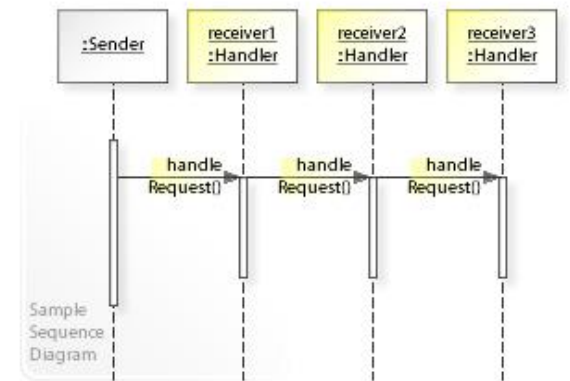 :Sender
receiver1
:Handler
receiver2
:Handler
receiver3
:Handler
handle
Request()
handle
Request()
handle
Request()
Sample
Sequence
Diagram